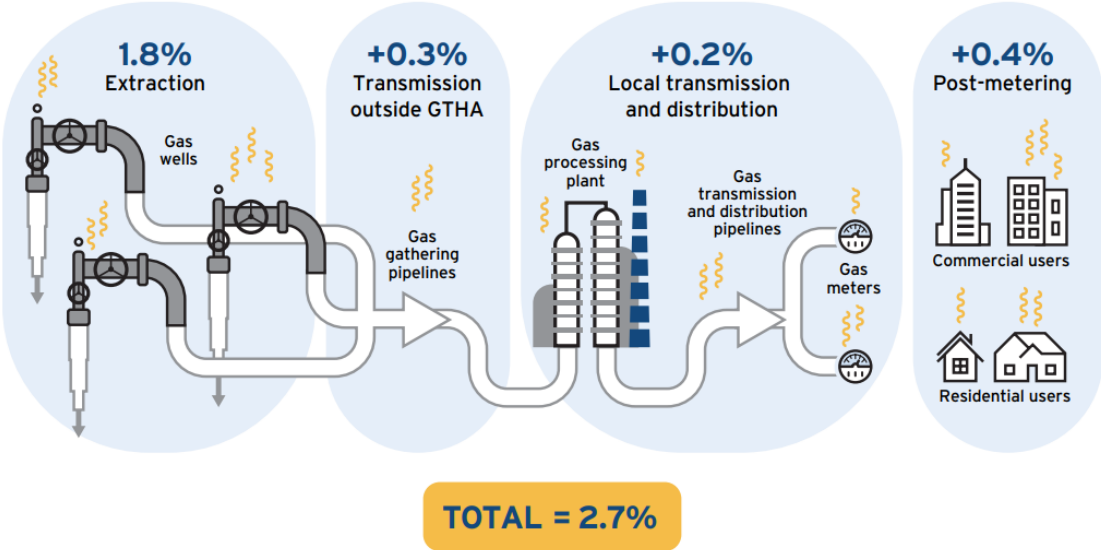 1.8%
Extraction
Gas
wells
+0.3%
Transmission
outside GTHA
Gas
gathering
pipelines
+0.2%
Local transmission
and distribution
Gas
processing
plant
Gas
transmission
and distribution
pipelines
Gas
meters
+0.4%
Post-metering
Commercial users
Residential users
TOTAL = 2.7%